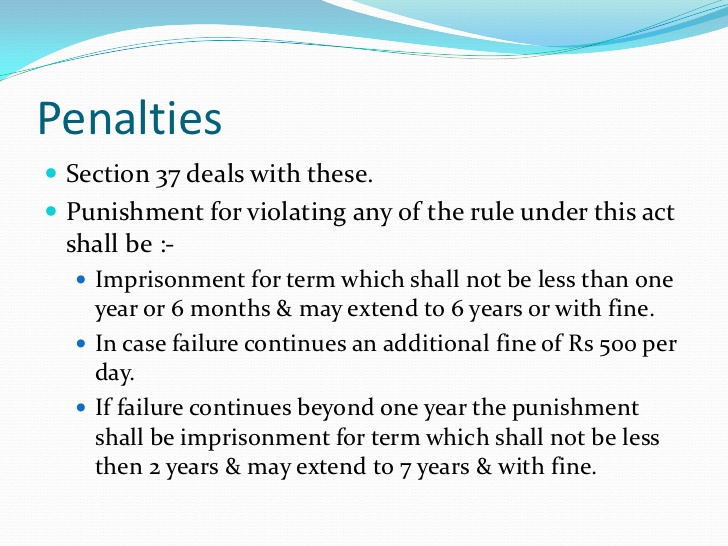 Penalties
• Section 37 deals with these.
• Punishment for violating any of the rule under this act
shall be :-
• Imprisonment for term which shall not be less than one
year or 6 months & may extend to 6 years or with fine.
• In case failure continues an additional fine of Rs 500 per
day.
• If failure continues beyond one year the punishment
shall be imprisonment for term which shall not be less
then 2 years & may extend to 7 years & with fine.